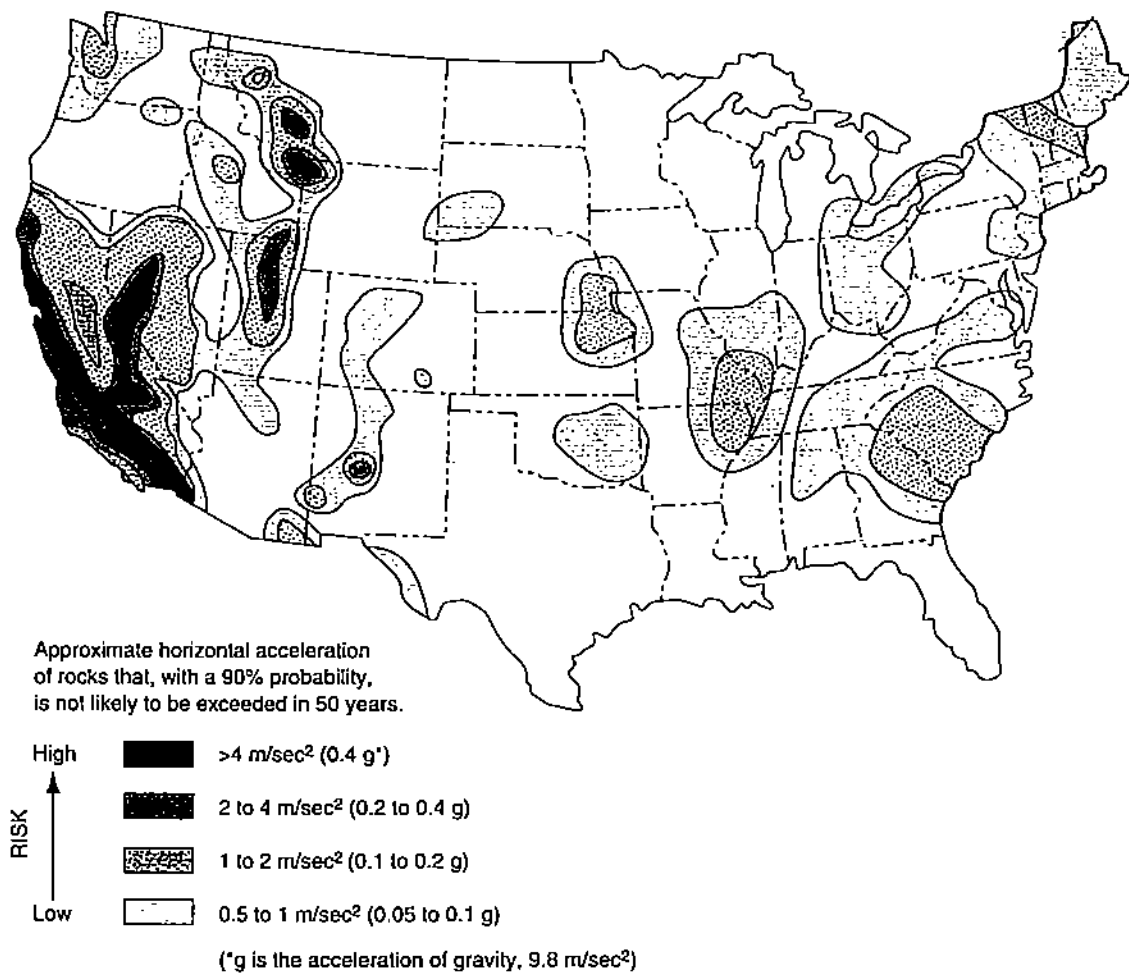 Approximate horizontal acceleration
of rocks that, with a 90% probability,
is not likely to be exceeded in 50 years.
High
>4 m/sec² (0.4 g*)
2 to 4 m/sec² (0.2 to 0.4 g)
RISK
1 to 2 m/sec² (0.1 to 0.2 g)
Low
0.5 to 1 m/sec² (0.05 to 0.1 g)
(*g is the acceleration of gravity, 9.8 m/sec²)